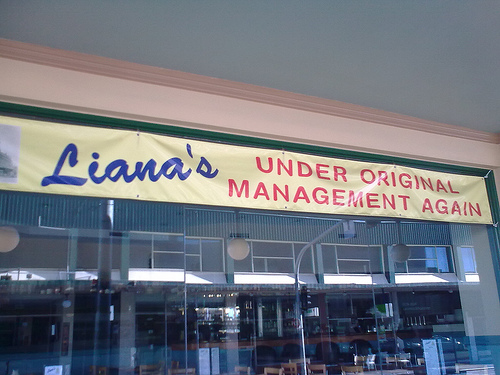 Liana's
UNDER ORIGINAL
MANAGEMENT AGAIN